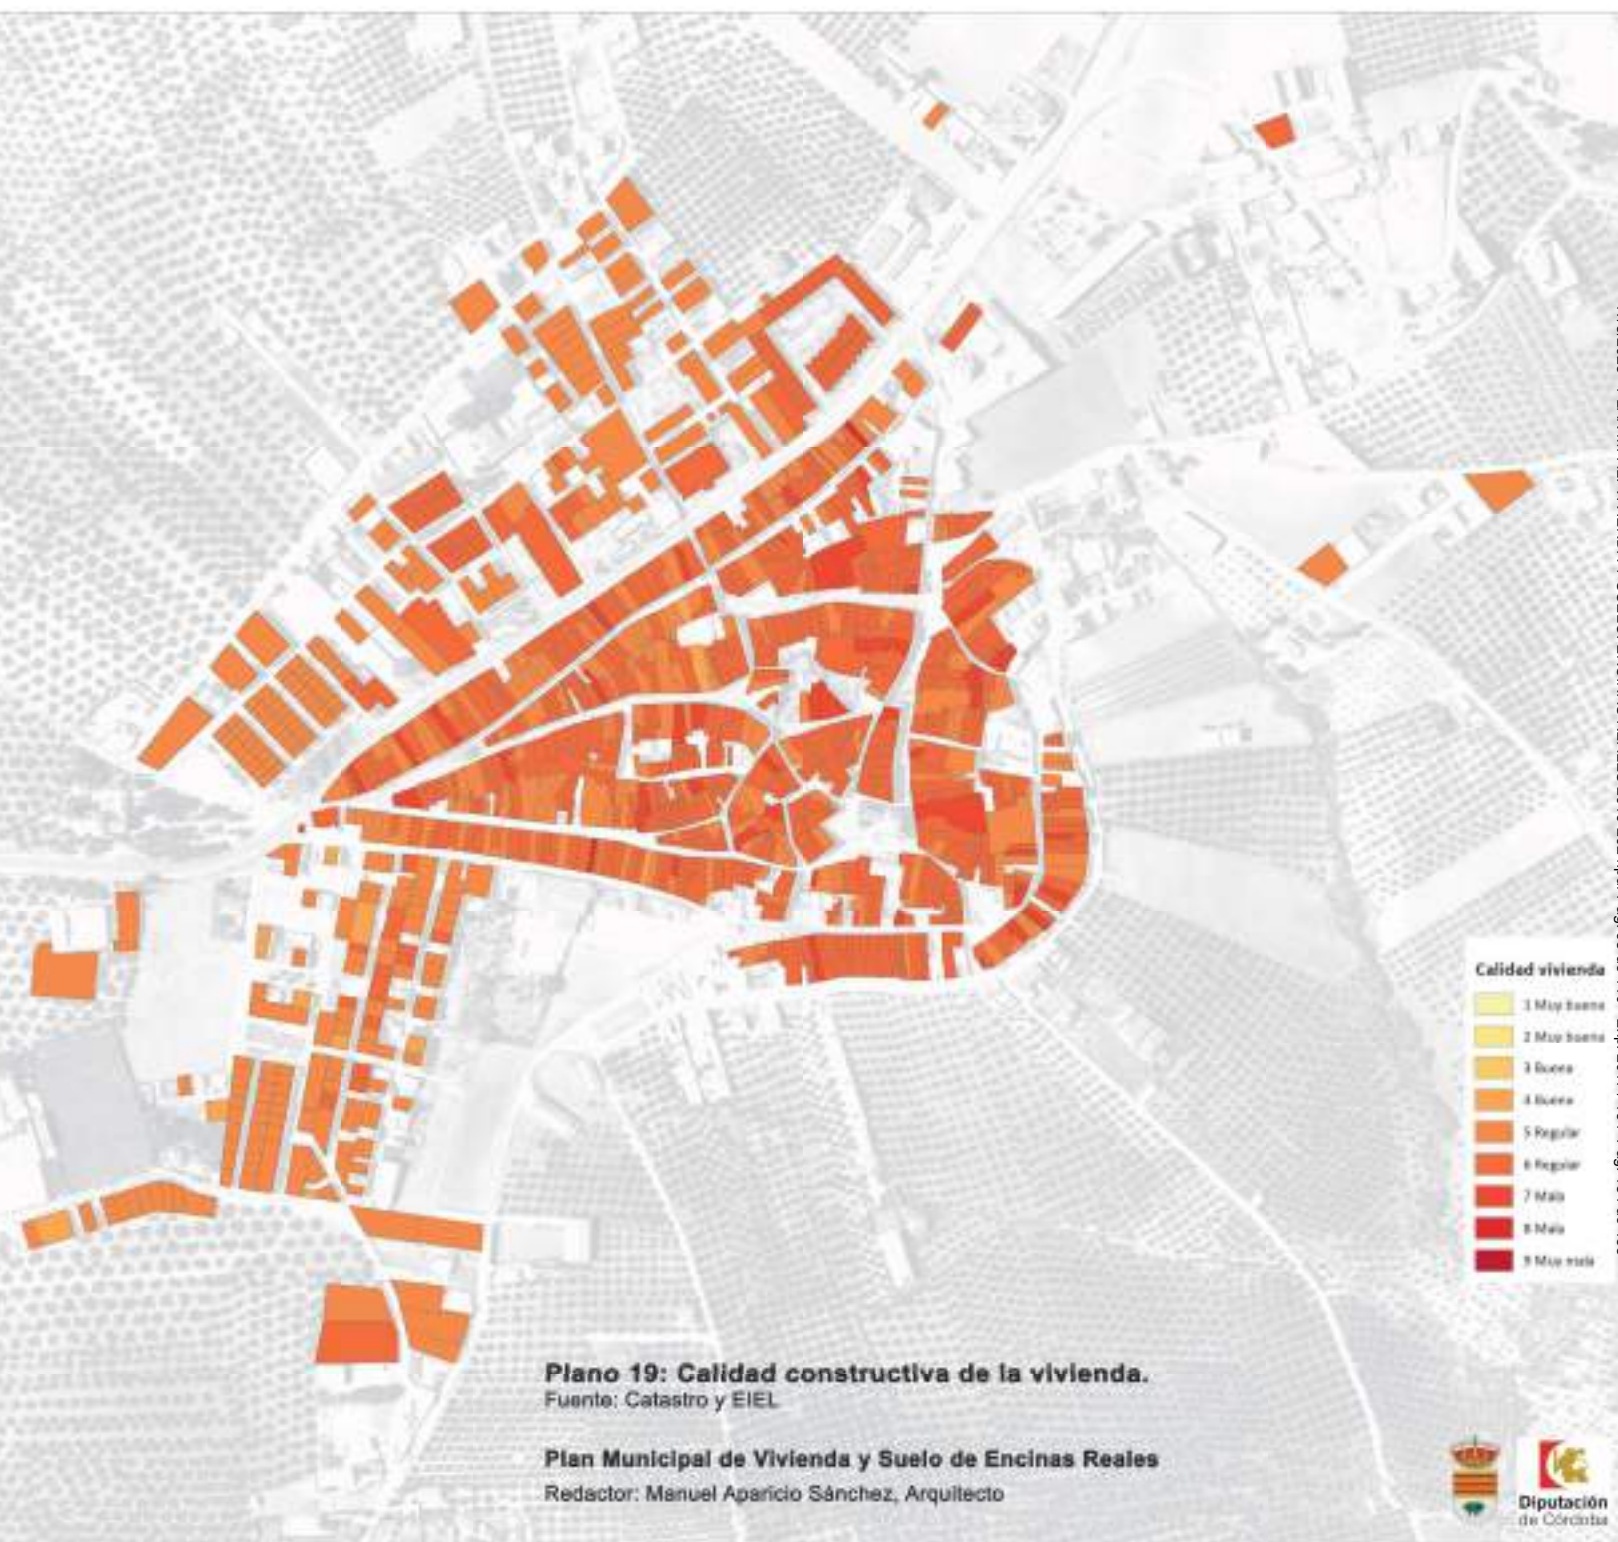 Calidad vivienda
1 Muy buena
2 Muy buena
3 Buena
4 Buena
5 Regular
6 Regular
7 Mala
8 Mala
9 Muy mala
Plano 19: Calidad constructiva de la vivienda.
Fuente: Catastro y EIEL
Plan Municipal de Vivienda y Suelo de Encinas Reales
Redactor: Manuel Aparicio Sánchez, Arquitecto
Diputación
de Córdoba